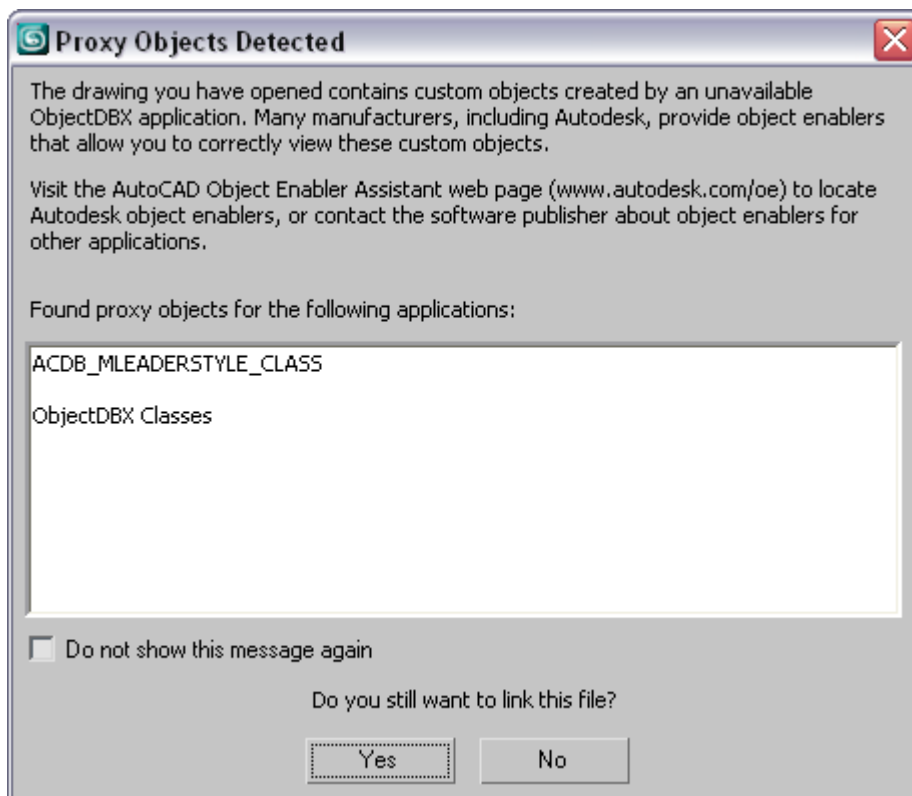 Proxy Objects Detected
The drawing you have opened contains custom objects created by an unavailable
ObjectDBX application. Many manufacturers, including Autodesk, provide object enablers
that allow you to correctly view these custom objects.
Visit the AutoCAD Object Enabler Assistant web page (www.autodesk.com/oe) to locate
Autodesk object enablers, or contact the software publisher about object enablers for
other applications.
Found proxy objects for the following applications:
ACDB_MLEADERSTYLE_CLASS
ObjectDBX Classes
Do not show this message again
Do you still want to link this file?
Yes No